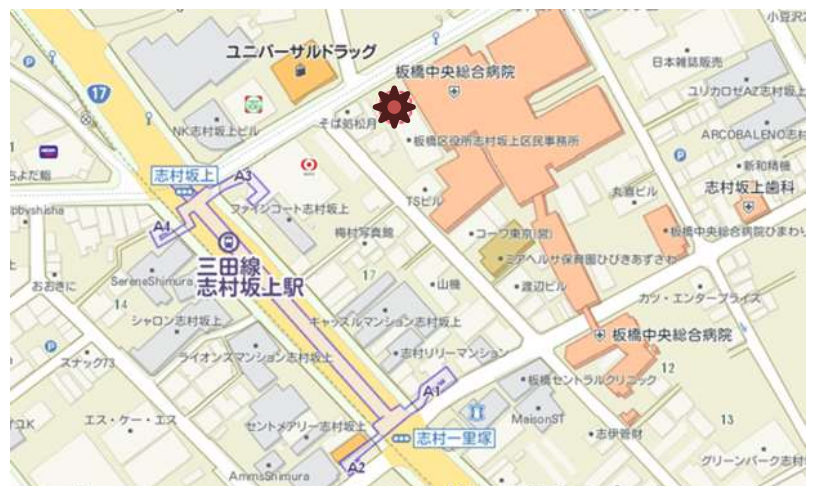 小豆沢2
ユニバーサルドラッグ
日本雑誌販売
板橋中央総合病院
17
ユリカロゼAZ志村坂上
そば処松月
NK志村坂上ビル
板橋区役所志村坂上区民事務所
ARCOBALENO志村
新和精機
志村坂上
A3
志村坂上歯科
TSビル
丸直ビル
ファインコート志村坂上
A4
梅村写真館
コーワ東京(営)
板橋中央総合病院ひまわり
ミアヘルサ保育園ひびきあずさわ
三田線
志村坂上駅
おおきに
SereneShimura
17
山機
渡辺ビル
カツ・エンタープライズ
14
シャロン志村坂上
キャッスルマンション志村坂上
板橋中央総合病院
スナック73
ライオンズマンション志村坂上
志村リリーマンション
12
板橋セントラルクリニック
A1
エス・ケー・エス
セントメアリー志村坂上
MaisonST
13
志村一里塚
志伊管財
A2
グリーンパーク志村
AmmsShimura